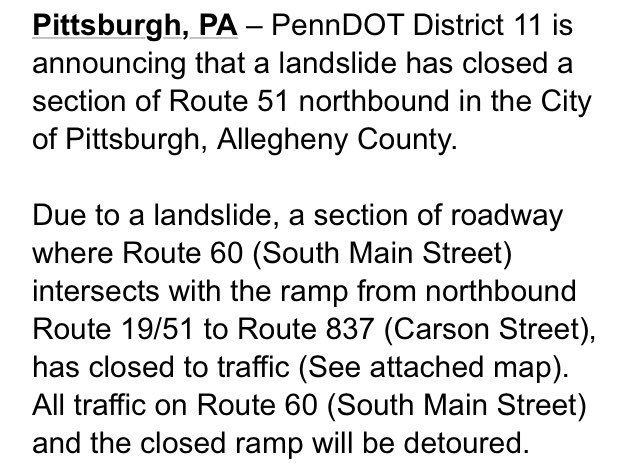 Pittsburgh, PA – PennDOT District 11 is
announcing that a landslide has closed a
section of Route 51 northbound in the City
of Pittsburgh, Allegheny County.
Due to a landslide, a section of roadway
where Route 60 (South Main Street)
intersects with the ramp from northbound
Route 19/51 to Route 837 (Carson Street),
has closed to traffic (See attached map).
All traffic on Route 60 (South Main Street)
and the closed ramp will be detoured.